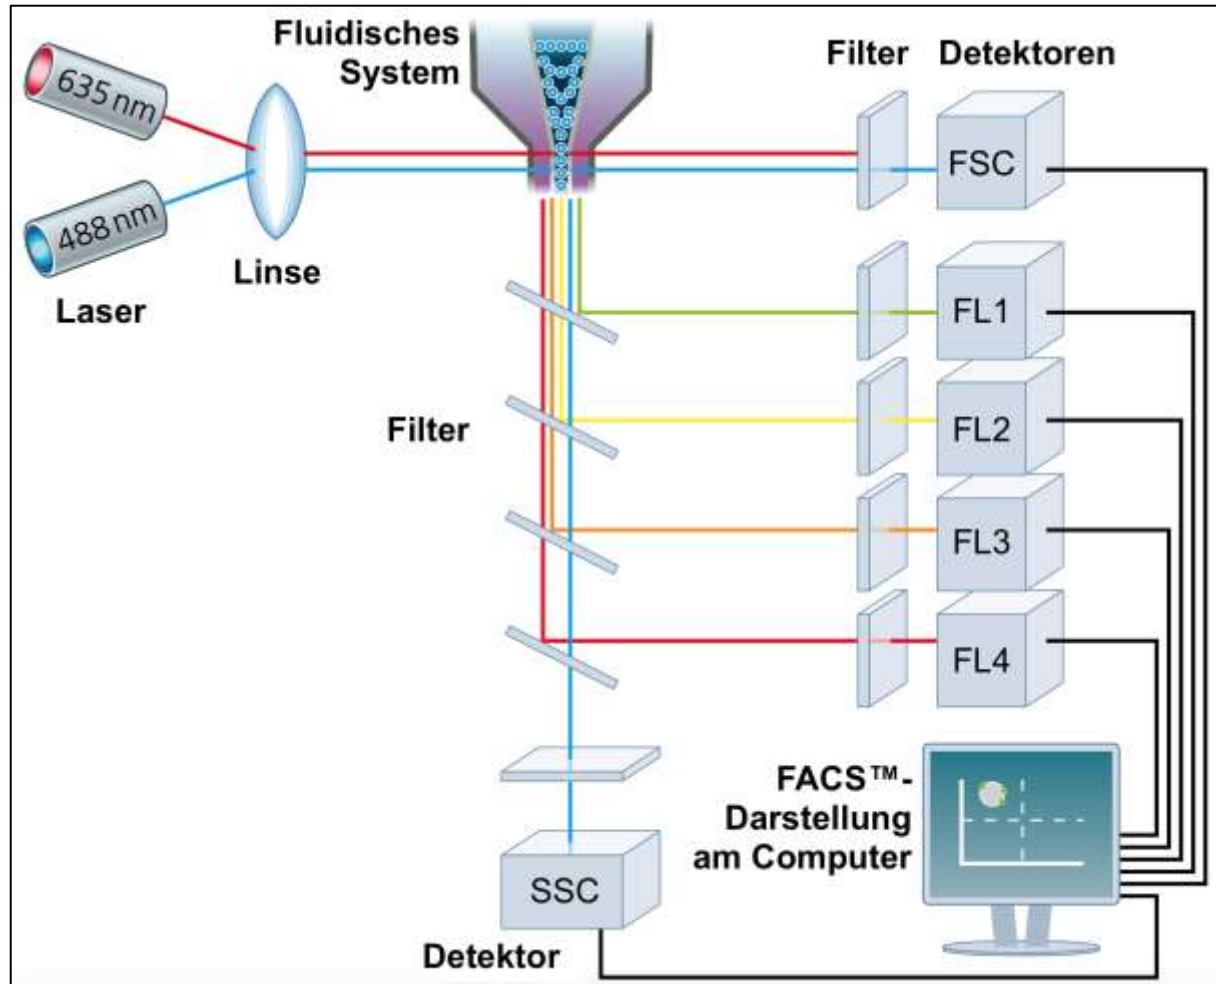 Fluidisches
System
Filter
Detektoren
635 nm
488 nm
Laser
Linse
FSC
FL1
Filter
FL2
FL3
FL4
FACS™-
Darstellung
am Computer
SSC
Detektor